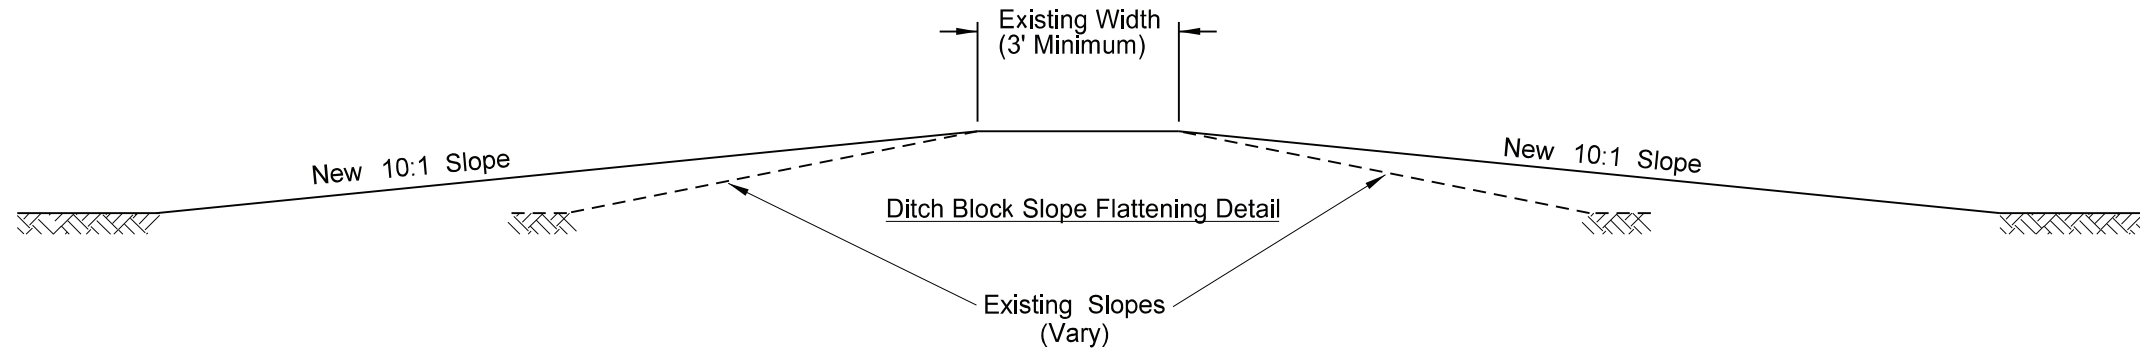 Existing Width
(3' Minimum)
New 10:1 Slope
New 10:1 Slope
Ditch Block Slope Flattening Detail
Existing Slopes
(Vary)